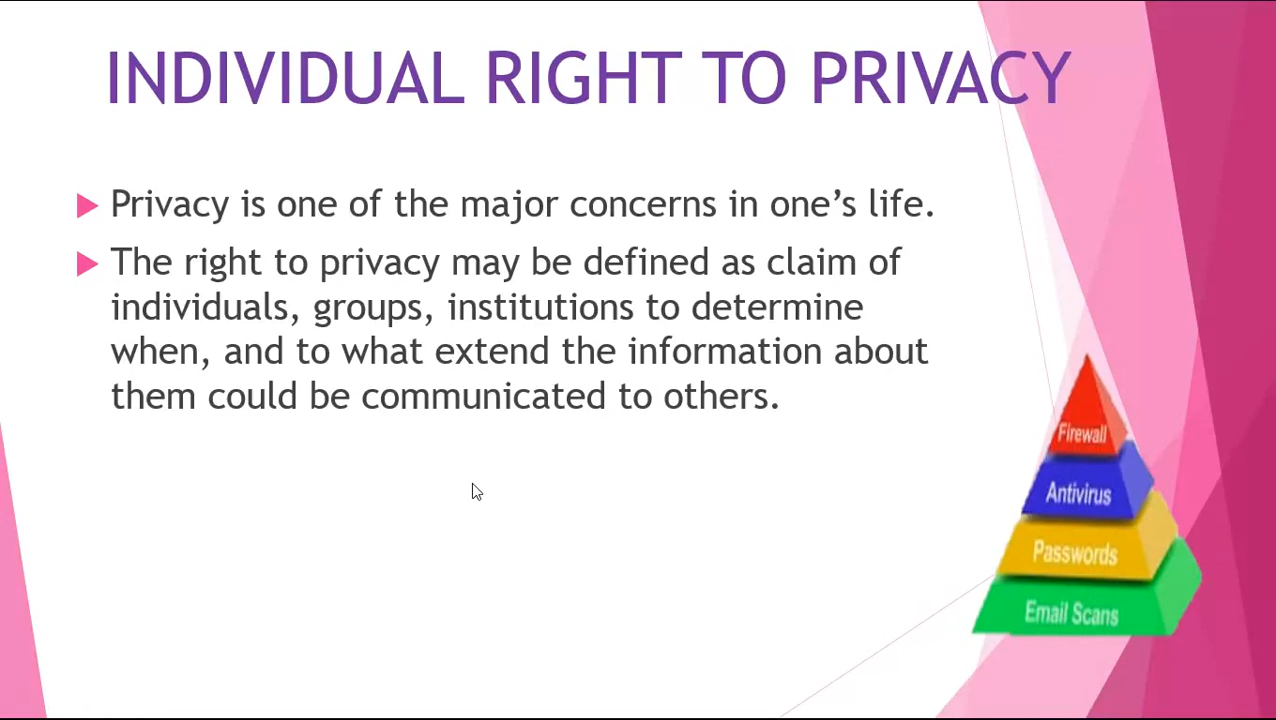 INDIVIDUAL RIGHT TO PRIVACY
Privacy is one of the major concerns in one’s life.
The right to privacy may be defined as claim of
individuals, groups, institutions to determine
when, and to what extend the information about
them could be communicated to others.
Firewall
Antivirus
Passwords
Email Scans